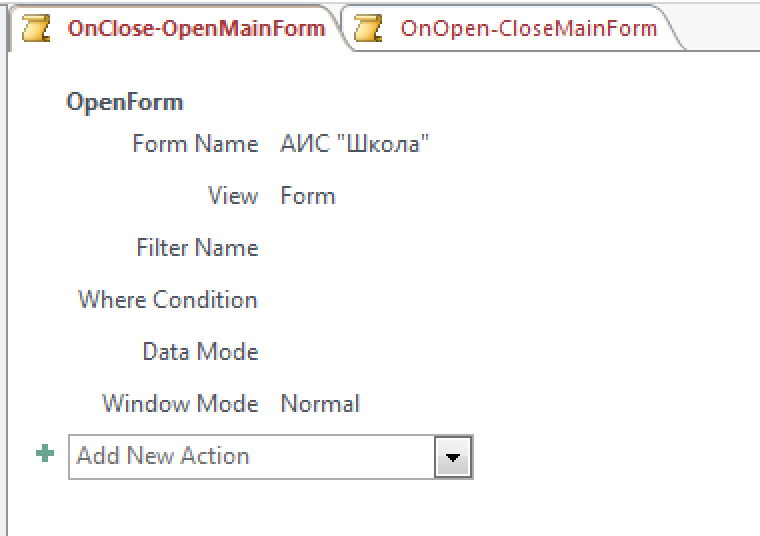 OnClose-OpenMainForm OnOpen-CloseMainForm
OpenForm
Form Name АИС "Школа"
View Form
Filter Name
Where Condition
Data Mode
Window Mode Normal
Add New Action